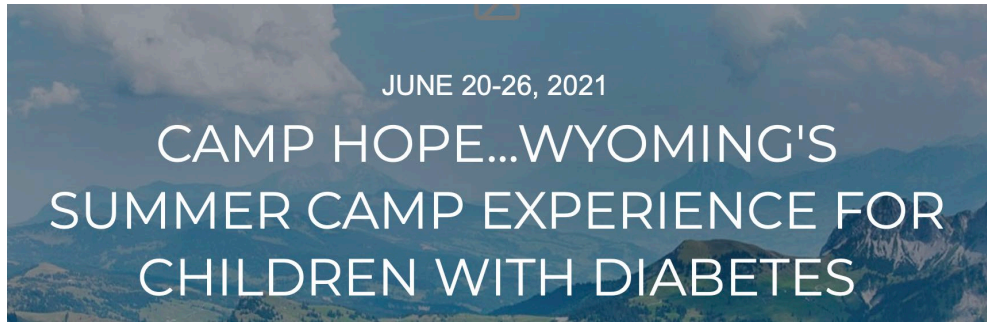 JUNE 20-26, 2021
CAMP HOPE...WYOMING'S
SUMMER CAMP EXPERIENCE FOR
CHILDREN WITH DIABETES